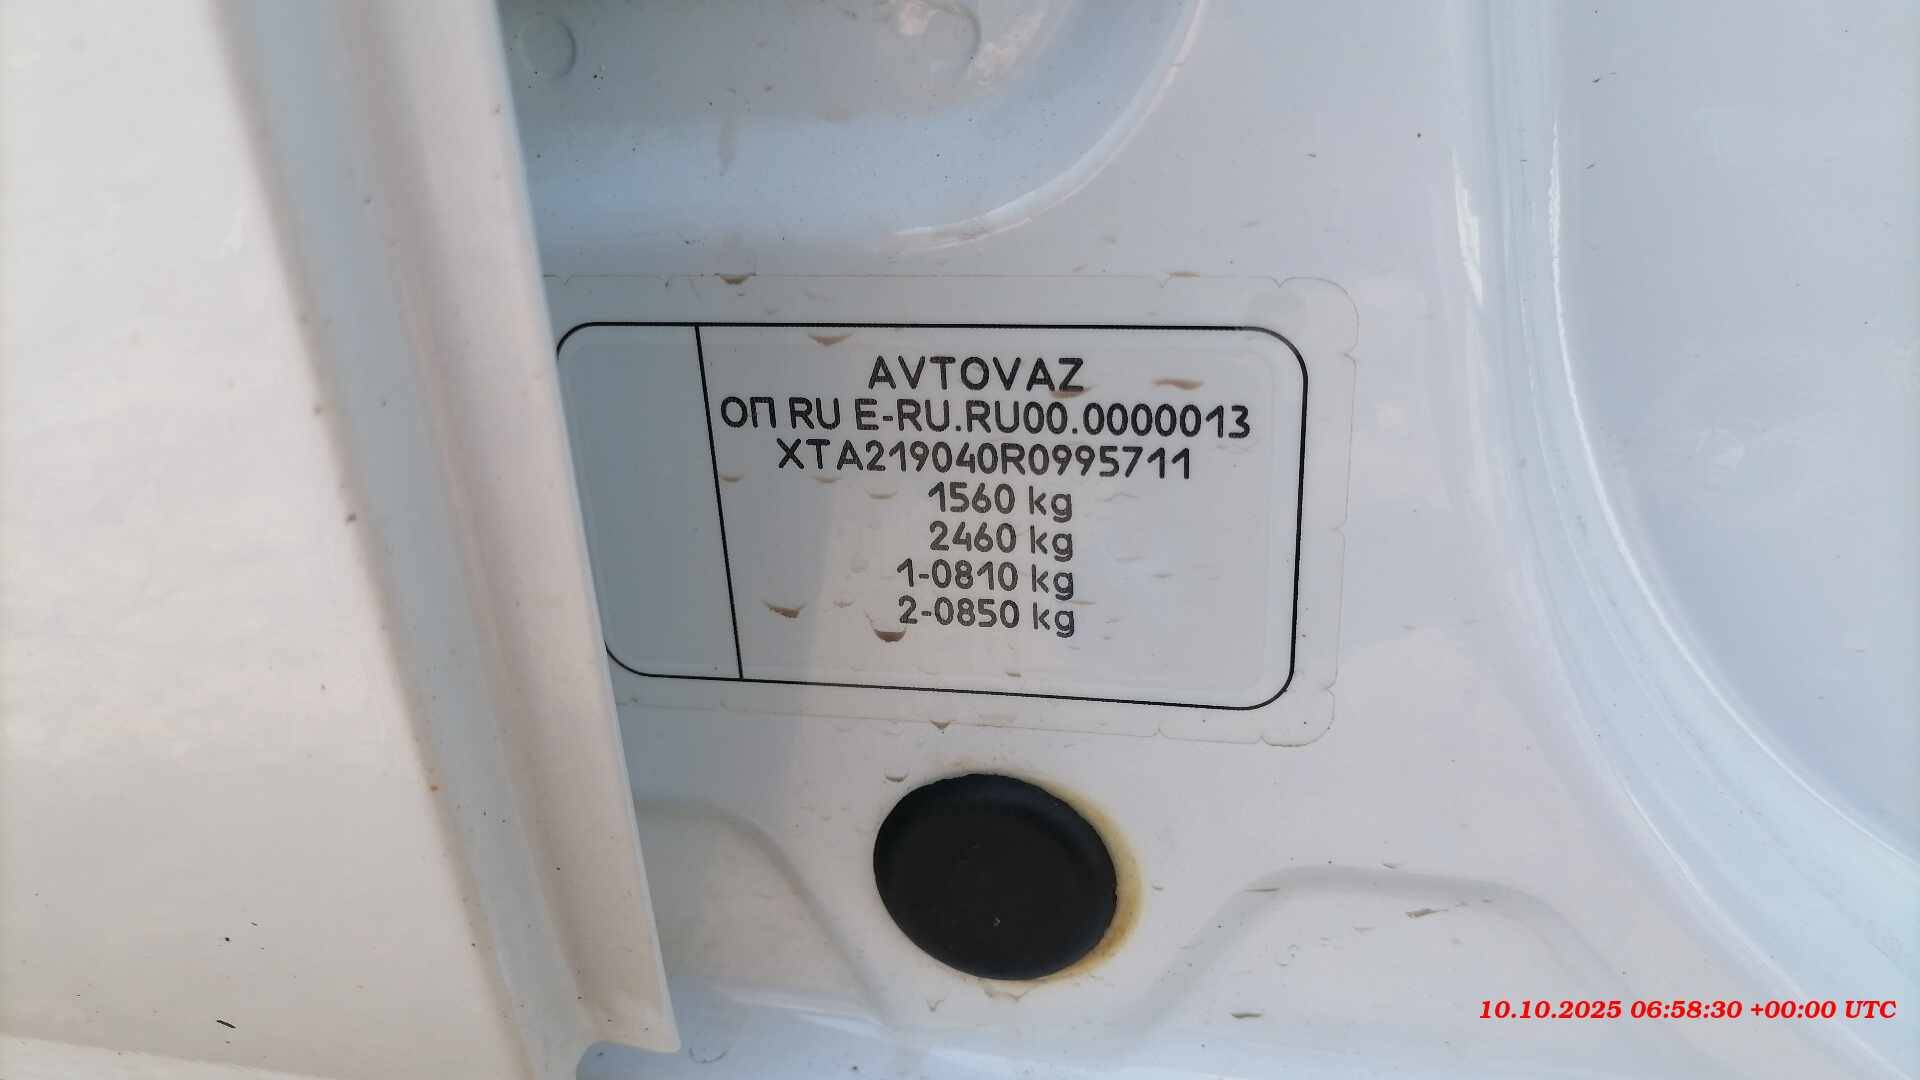 AVTOVAZ
ОП RU E-RU.RU00.0000013
XTA219040R0995711
1560 kg
2460 kg
1-0810 kg
2-0850 kg
10.10.2025 06:58:30 +00:00 UTC